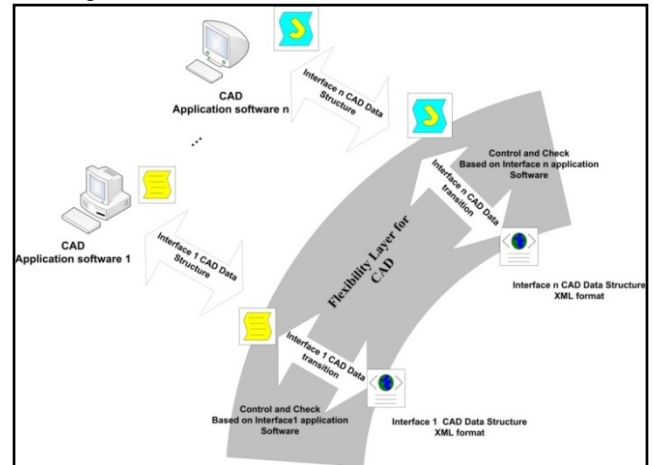 CAD
Application software n
Interface n CAD Data
Structure
...
CAD
Application software 1
Interface 1 CAD Data
Structure
Control and Check
Based on Interface n application
Software
Interface n CAD Data
transition
Flexibility Layer for
CAD
Interface n CAD Data Structure
XML format
Interface 1 CAD Data
transition
Control and Check
Based on Interface1 application
Software
Interface 1 CAD Data Structure
XML format